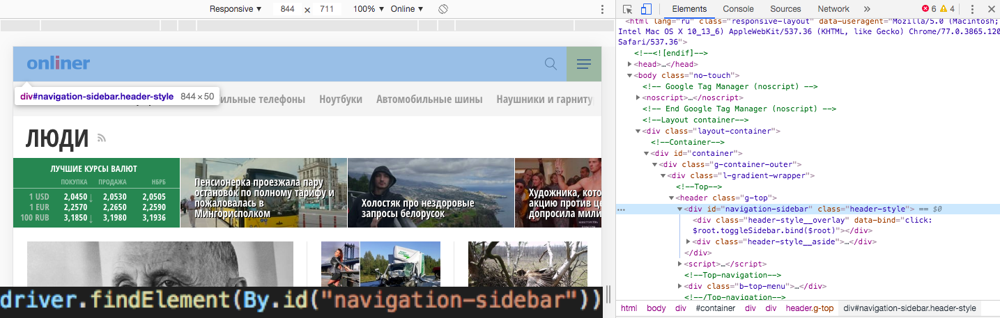 Responsive ▼ 844 × 711 100% ▼ Online ▼
onliner
div#navigation-sidebar.header-style 844 × 50
ильные телефоны Ноутбуки Автомобильные шины Наушники и гарниту
ЛЮДИ
ЛУЧШИЕ КУРСЫ ВАЛЮТ
ПОКУПКА ПРОДАЖА НБРБ
1 USD 2,0450 ↓ 2,0530 2,0505
1 EUR 2,2570 2,2650 2,2590
100 RUB 3,1850 ↓ 3,1980 3,1936
Пенсионерка проезжала пару
остановок по полному тарифу и
пожаловалась в
Мингорисполком
Холостяк про нездоровые
запросы белорусок
Художника, кото
акцию против це
допросила мили
driver.findElement(By.id("navigation-sidebar"))
Elements Console Sources Network » 6 4
<html lang="ru" class="responsive-layout" data-useragent="Mozilla/5.0 (Macintosh;
Intel Mac OS X 10_13_6) AppleWebKit/537.36 (KHTML, like Gecko) Chrome/77.0.3865.120
Safari/537.36">
<!--<![endif]-->
▶<head>…</head>
▼<body class="no-touch">
<!-- Google Tag Manager (noscript) -->
▶<noscript>…</noscript>
<!-- End Google Tag Manager (noscript) -->
<!--Layout container-->
▼<div class="layout-container">
<!--Container-->
▼<div id="container">
▼<div class="g-container-outer">
▼<div class="l-gradient-wrapper">
<!--Top-->
▼<header class="g-top">
… ▼<div id="navigation-sidebar" class="header-style"> == $0
<div class="header-style__overlay" data-bind="click:
$root.toggleSidebar.bind($root)"></div>
▶<div class="header-style__aside">…</div>
</div>
▶<script>…</script>
<!--Top-navigation-->
▶<div class="b-top-menu">…</div>
<!--/Top-navigation-->
html body div #container div div header.g-top div#navigation-sidebar.header-style